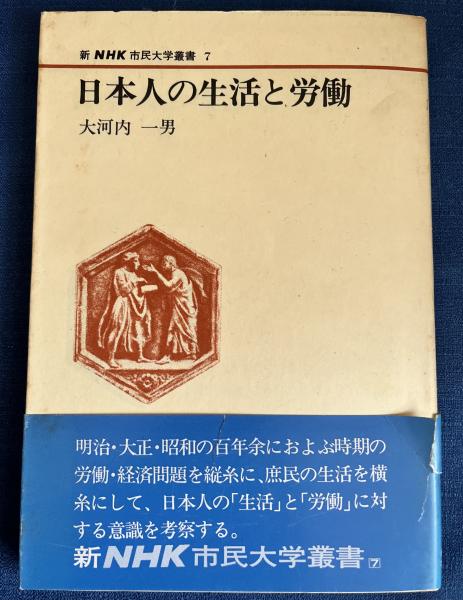 新 NHK 市民大学叢書 7
日本人の生活と労働
大河内 一男
明治・大正・昭和の百年余におよぶ時期の
労働・経済問題を縦糸に、庶民の生活を横
糸にして、日本人の「生活」と「労働」に対
する意識を考察する。
新NHK市民大学叢書 7